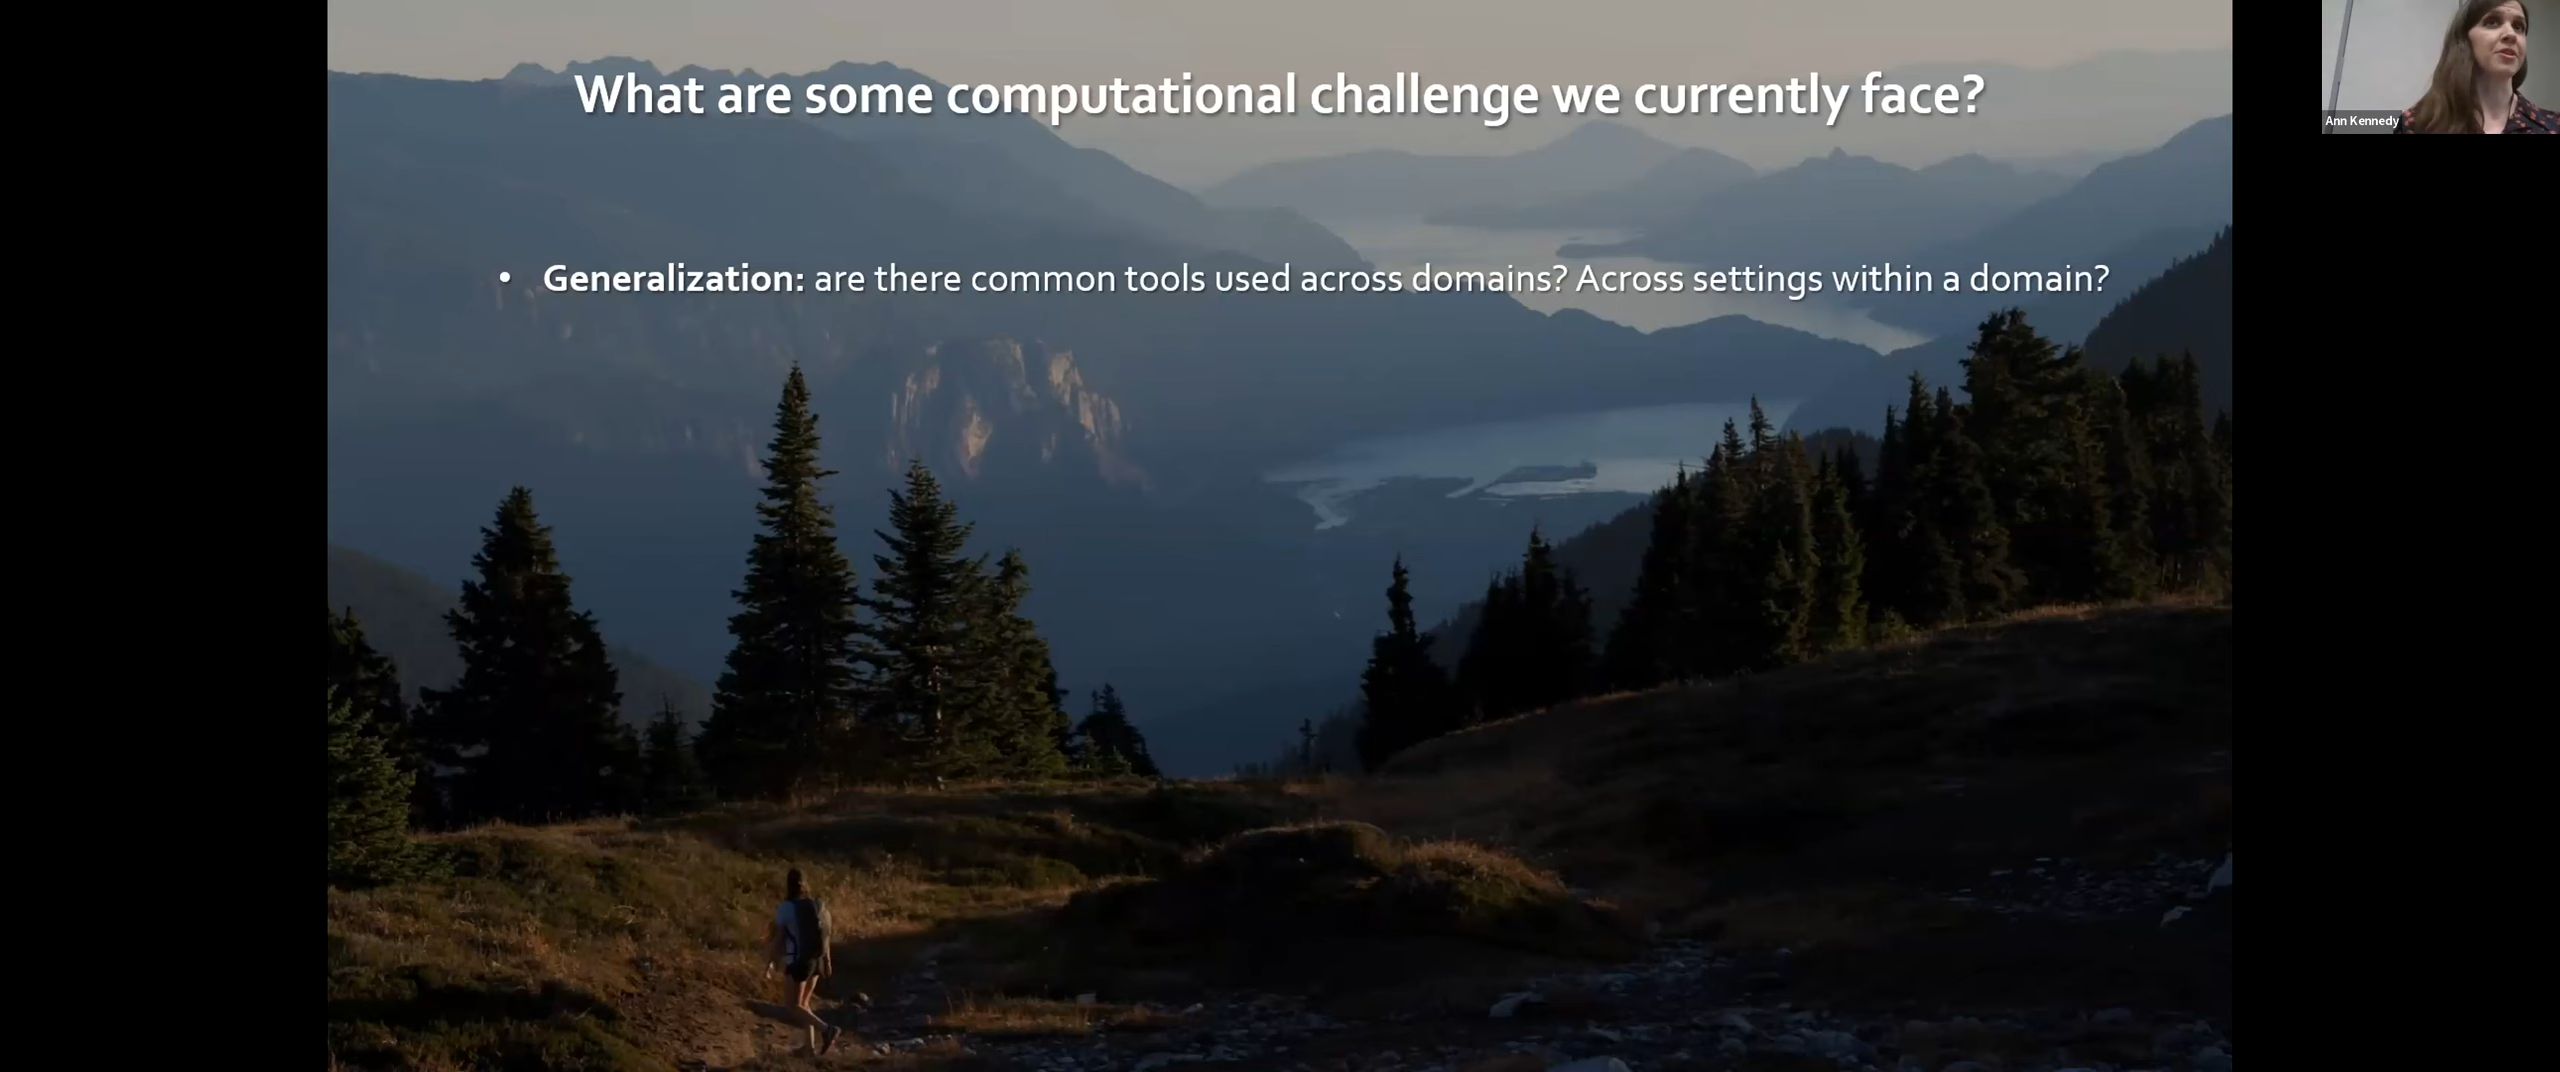 What are some computational challenge we currently face?
• Generalization: are there common tools used across domains? Across settings within a domain?
Ann Kennedy